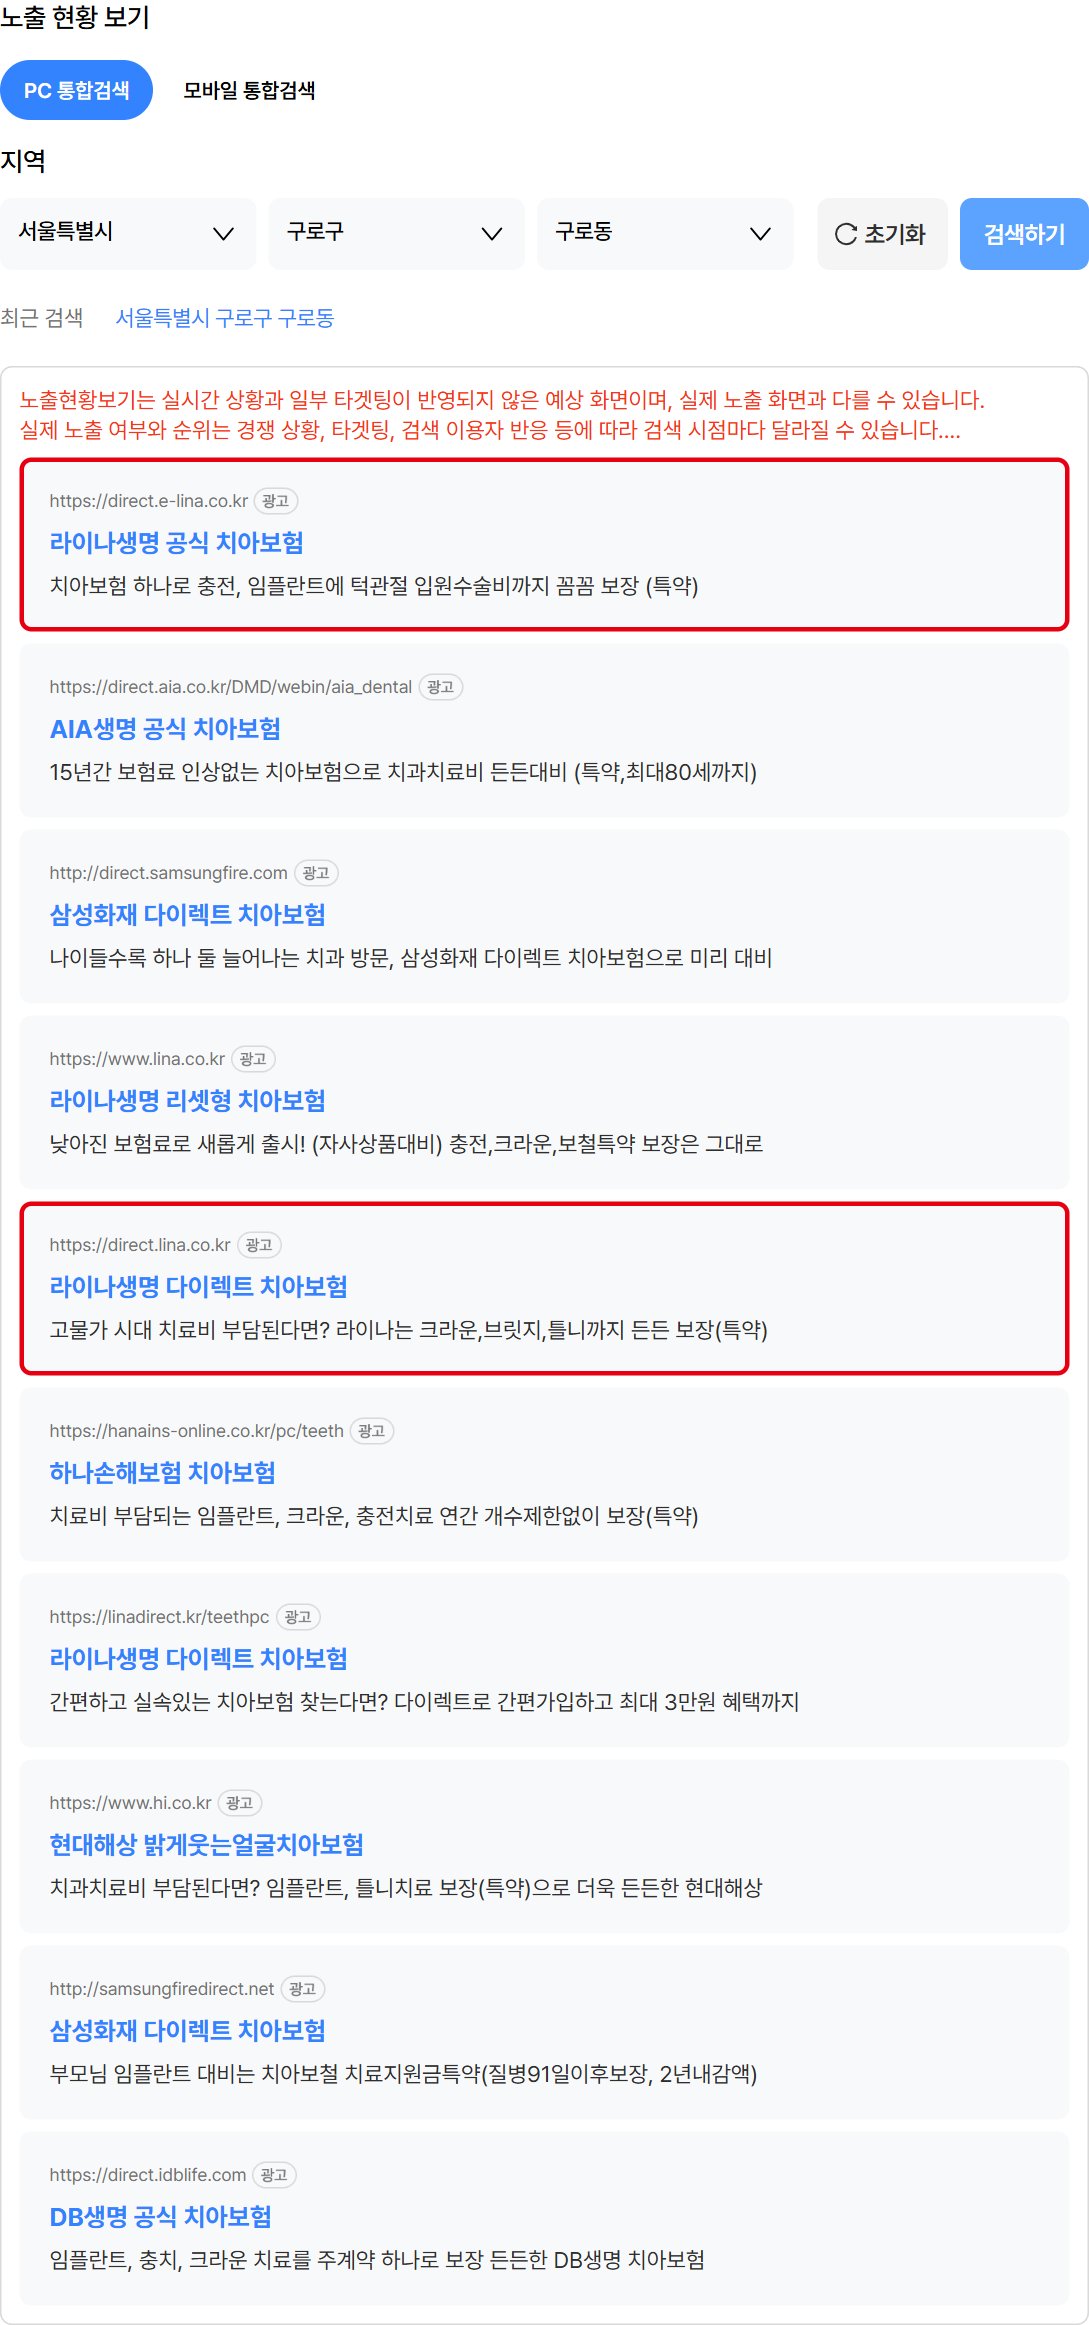 노출 현황 보기
PC 통합검색 모바일 통합검색
지역
서울특별시 구로구 구로동 초기화 검색하기
최근 검색 서울특별시 구로구 구로동
노출현황보기는 실시간 상황과 일부 타겟팅이 반영되지 않은 예상 화면이며, 실제 노출 화면과 다를 수 있습니다.
실제 노출 여부와 순위는 경쟁 상황, 타겟팅, 검색 이용자 반응 등에 따라 검색 시점마다 달라질 수 있습니다....
https://direct.e-lina.co.kr 광고
라이나생명 공식 치아보험
치아보험 하나로 충전, 임플란트에 턱관절 입원수술비까지 꼼꼼 보장 (특약)
https://direct.aia.co.kr/DMD/webin/aia_dental 광고
AIA생명 공식 치아보험
15년간 보험료 인상없는 치아보험으로 치과치료비 든든대비 (특약,최대80세까지)
http://direct.samsungfire.com 광고
삼성화재 다이렉트 치아보험
나이들수록 하나 둘 늘어나는 치과 방문, 삼성화재 다이렉트 치아보험으로 미리 대비
https://www.lina.co.kr 광고
라이나생명 리셋형 치아보험
낮아진 보험료로 새롭게 출시! (자사상품대비) 충전,크라운,보철특약 보장은 그대로
https://direct.lina.co.kr 광고
라이나생명 다이렉트 치아보험
고물가 시대 치료비 부담된다면? 라이나는 크라운,브릿지,틀니까지 든든 보장(특약)
https://hanains-online.co.kr/pc/teeth 광고
하나손해보험 치아보험
치료비 부담되는 임플란트, 크라운, 충전치료 연간 개수제한없이 보장(특약)
https://linadirect.kr/teethpc 광고
라이나생명 다이렉트 치아보험
간편하고 실속있는 치아보험 찾는다면? 다이렉트로 간편가입하고 최대 3만원 혜택까지
https://www.hi.co.kr 광고
현대해상 밝게웃는얼굴치아보험
치과치료비 부담된다면? 임플란트, 틀니치료 보장(특약)으로 더욱 든든한 현대해상
http://samsungfiredirect.net 광고
삼성화재 다이렉트 치아보험
부모님 임플란트 대비는 치아보철 치료지원금특약(질병91일이후보장, 2년내감액)
https://direct.idblife.com 광고
DB생명 공식 치아보험
임플란트, 충치, 크라운 치료를 주계약 하나로 보장 든든한 DB생명 치아보험